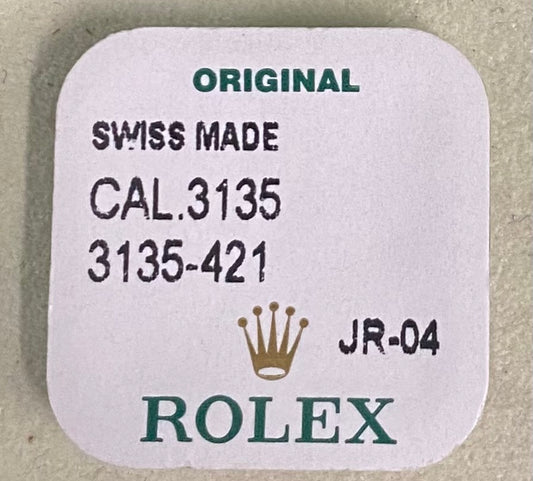 ORIGINAL
SWISS MADE
CAL.3135
3135-421
JR-04
ROLEX